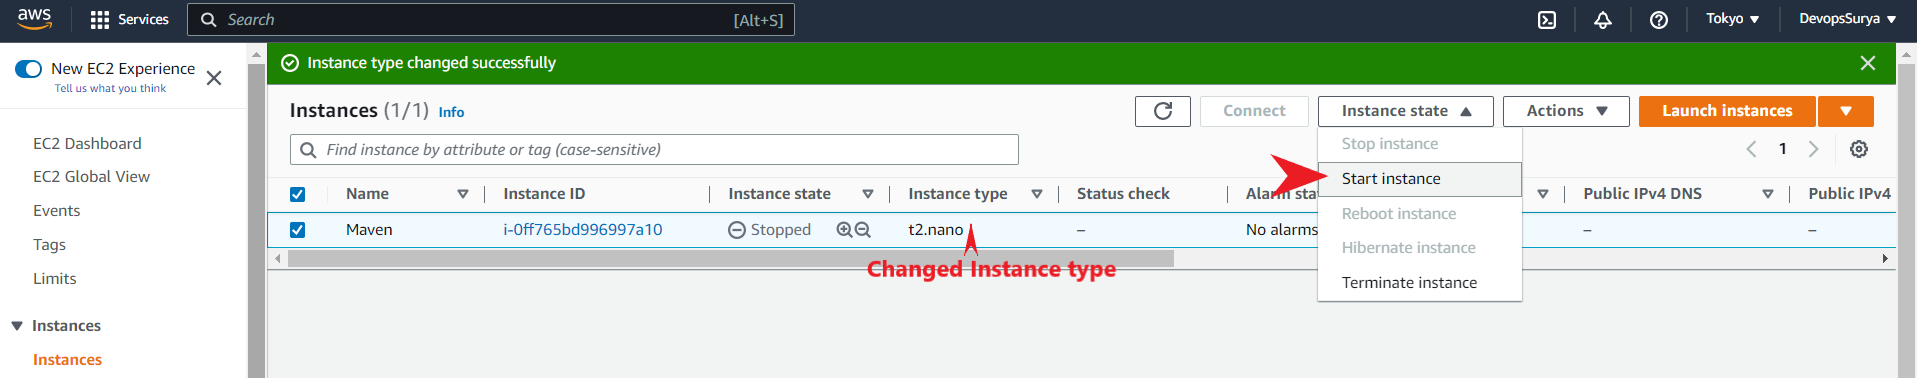 aws Services Search [Alt+S] Tokyo DevopsSurya
New EC2 Experience
Tell us what you think
EC2 Dashboard
EC2 Global View
Events
Tags
Limits
Instances
Instances
Instance type changed successfully
Instances (1/1) Info
Connect Instance state Actions Launch instances
Find instance by attribute or tag (case-sensitive)
1
Stop instance
Start instance
Reboot instance
Hibernate instance
Terminate instance
Name Instance ID Instance state Instance type Status check Alarm sta Public IPv4 DNS Public IPv4
Maven i-0ff765bd996997a10 Stopped t2.nano – No alarms – –
Changed Instance type